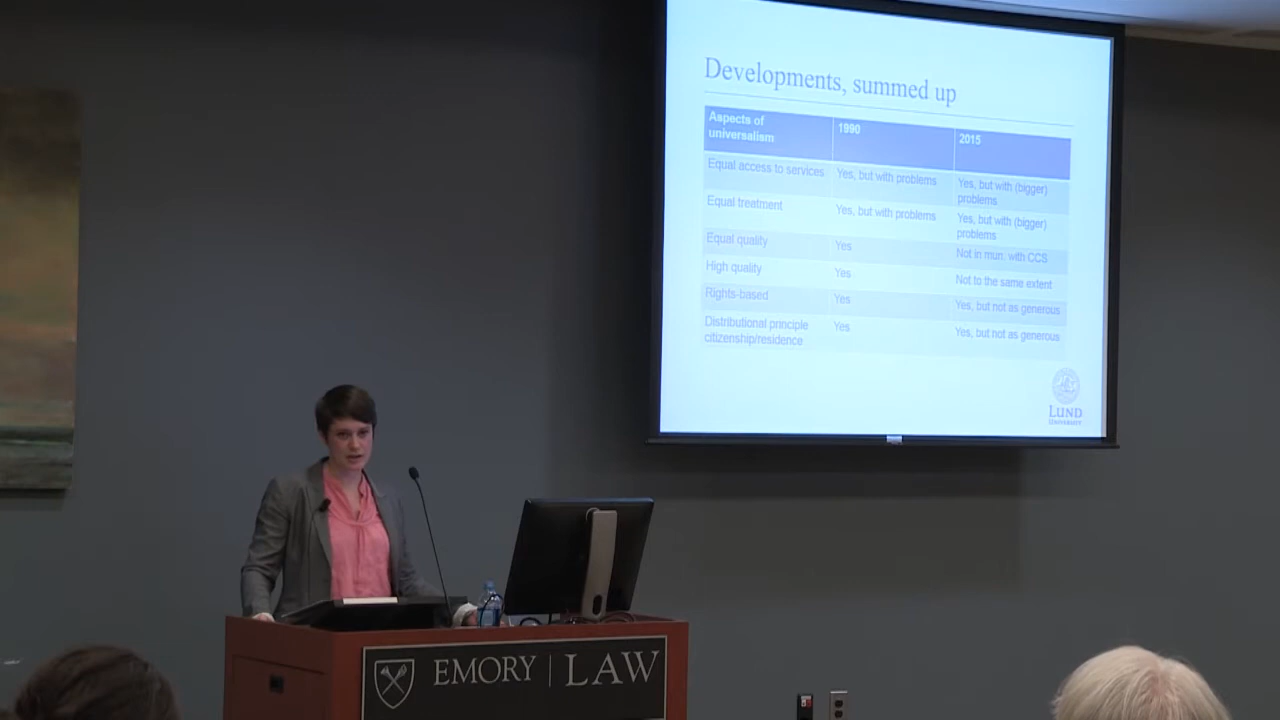 Developments, summed up
Aspects of
universalism
1990
2015
Equal access to services
Yes, but with problems
Yes, but with (bigger)
problems
Equal treatment
Yes, but with problems
Yes, but with (bigger)
problems
Equal quality
Yes
Not in mun. with CCS
High quality
Yes
Not to the same extent
Rights-based
Yes
Yes, but not as generous
Distributional principle
citizenship/residence
Yes
Yes, but not as generous
LUND
UNIVERSITY
EMORY | LAW